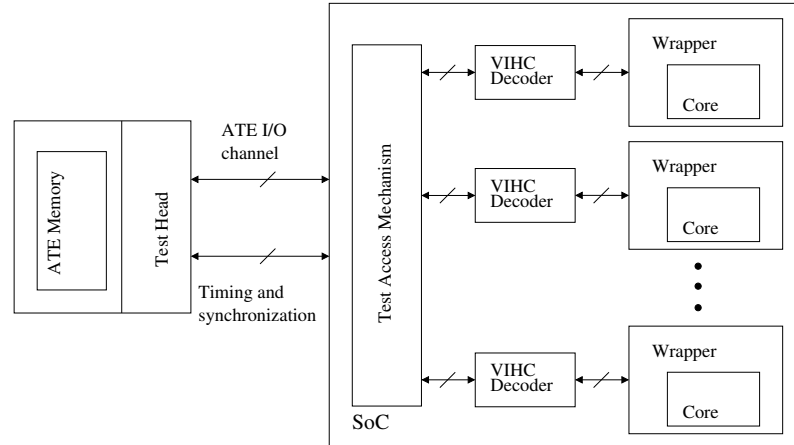 ATE Memory
Test Head
ATE I/O
channel
Timing and
synchronization
Test Access Mechanism
SoC
VIHC
Decoder
Wrapper
Core
VIHC
Decoder
Wrapper
Core
VIHC
Decoder
Wrapper
Core